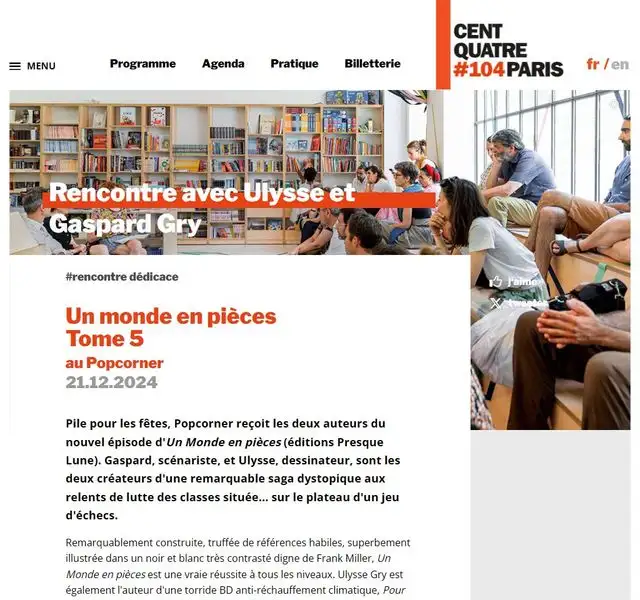 MENU
Programme
Agenda
Pratique
Billetterie
CENT
QUATRE
#104PARIS
fr / en
Rencontre avec Ulysse et
Gaspard Gry
#rencontre dédicace
j'aime
tweeter
Un monde en pièces
Tome 5
au Popcorner
21.12.2024
Pile pour les fêtes, Popcorner reçoit les deux auteurs du
nouvel épisode d'Un Monde en pièces (éditions Presque
Lune). Gaspard, scénariste, et Ulysse, dessinateur, sont les
deux créateurs d'une remarquable saga dystopique aux
relents de lutte des classes située... sur le plateau d'un jeu
d'échecs.
Remarquablement construite, truffée de références habiles, superbement
illustrée dans un noir et blanc très contrasté digne de Frank Miller, Un
Monde en pièces est une vraie réussite à tous les niveaux. Ulysse Gry est
également l'auteur d'une torride BD anti-réchauffement climatique, Pour